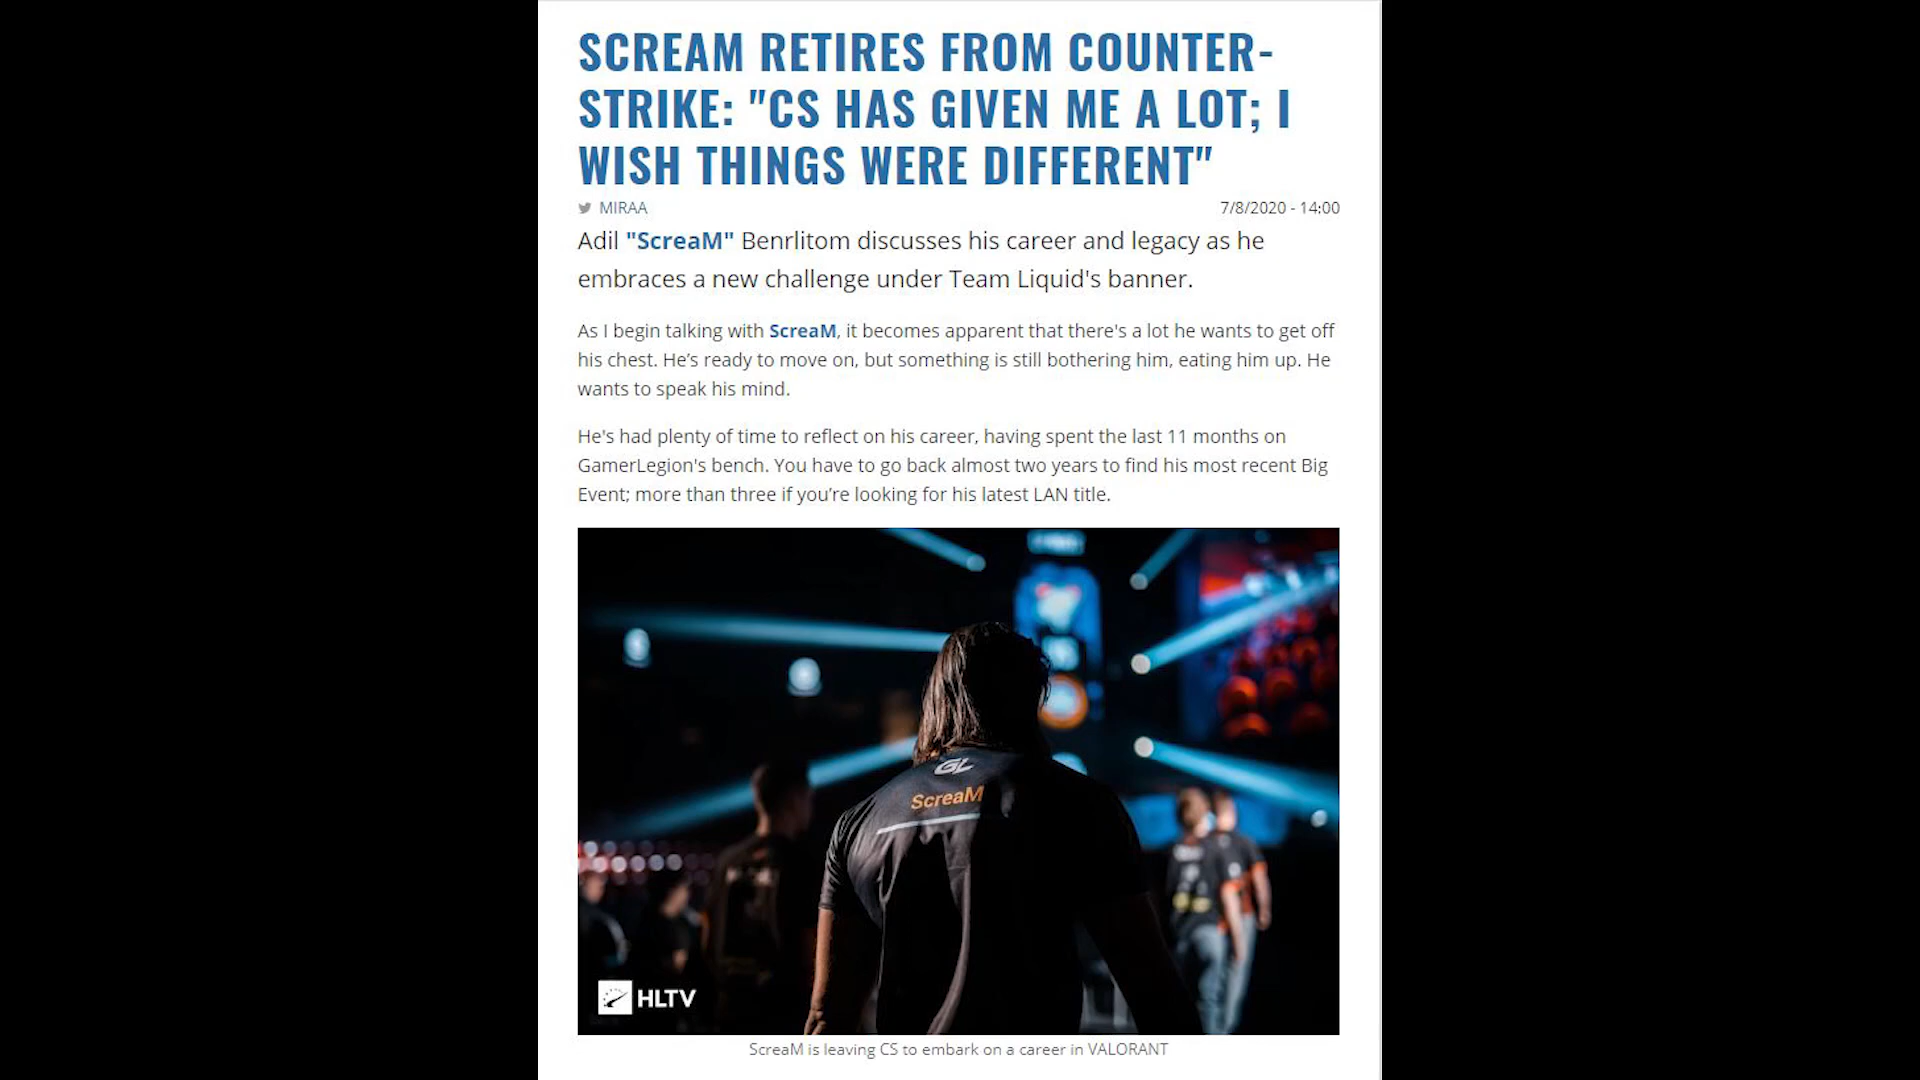 SCREAM RETIRES FROM COUNTER-
STRIKE: "CS HAS GIVEN ME A LOT; I
WISH THINGS WERE DIFFERENT"
MIRAA 7/8/2020 - 14:00
Adil "ScreaM" Benrlitom discusses his career and legacy as he
embraces a new challenge under Team Liquid's banner.
As I begin talking with ScreaM, it becomes apparent that there's a lot he wants to get off
his chest. He’s ready to move on, but something is still bothering him, eating him up. He
wants to speak his mind.
He's had plenty of time to reflect on his career, having spent the last 11 months on
GamerLegion's bench. You have to go back almost two years to find his most recent Big
Event; more than three if you’re looking for his latest LAN title.
GL
ScreaM
HLTV
ScreaM is leaving CS to embark on a career in VALORANT